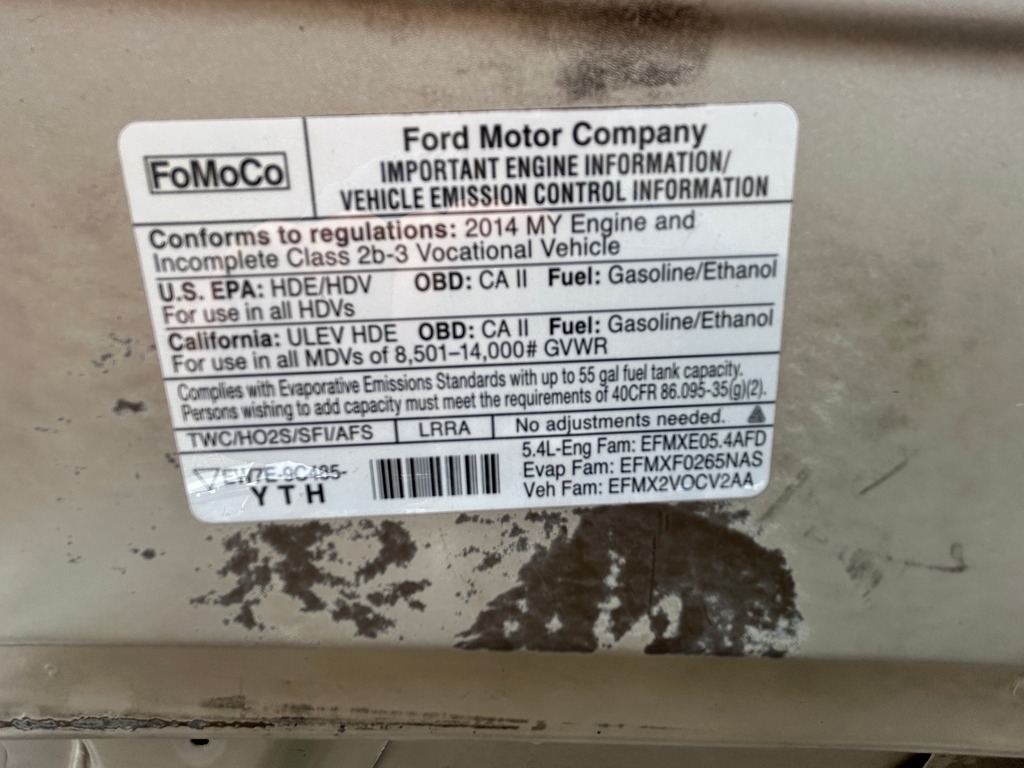 FoMoCo
Ford Motor Company
IMPORTANT ENGINE INFORMATION/
VEHICLE EMISSION CONTROL INFORMATION
Conforms to regulations: 2014 MY Engine and
Incomplete Class 2b-3 Vocational Vehicle
U.S. EPA: HDE/HDV OBD: CA II Fuel: Gasoline/Ethanol
For use in all HDVs
California: ULEV HDE OBD: CA II Fuel: Gasoline/Ethanol
For use in all MDVs of 8,501–14,000# GVWR
Complies with Evaporative Emissions Standards with up to 55 gal fuel tank capacity.
Persons wishing to add capacity must meet the requirements of 40CFR 86.095-35(g)(2).
TWC/HO2S/SFI/AFS LRRA No adjustments needed.
5.4L-Eng Fam: EFMXE05.4AFD
Evap Fam: EFMXF0265NAS
Veh Fam: EFMX2VOCV2AA
EW7E-9C485-
YTH